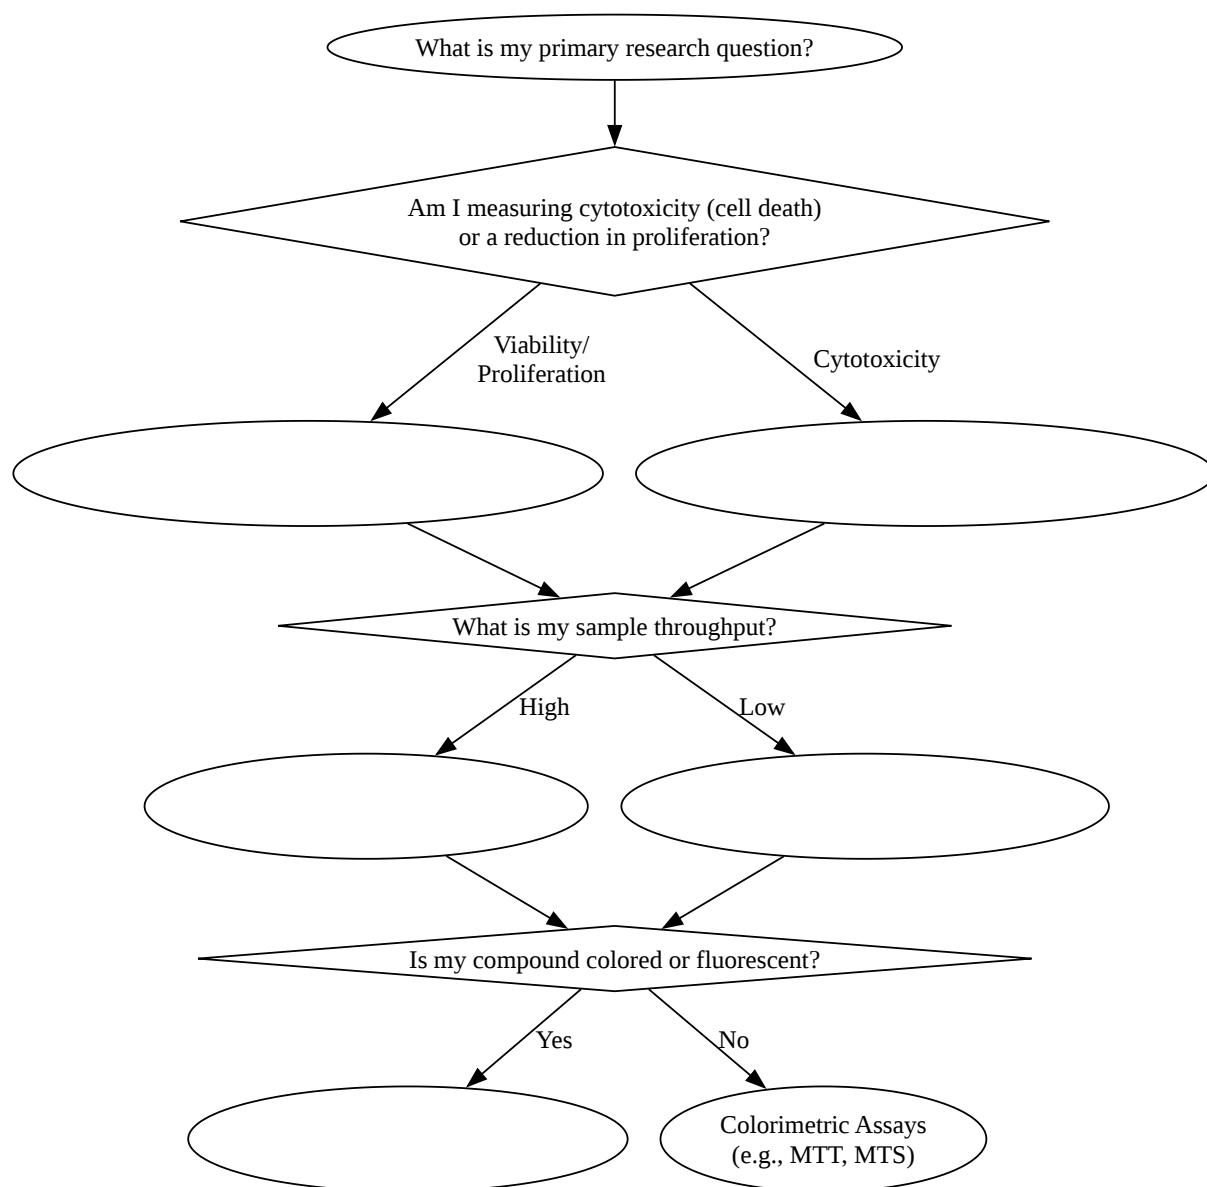 What is my primary research question?
Am I measuring cytotoxicity (cell death)
or a reduction in proliferation?
Viability/
Proliferation
Cytotoxicity
What is my sample throughput?
High
Low
Is my compound colored or fluorescent?
Yes
No
Colorimetric Assays
(e.g., MTT, MTS)